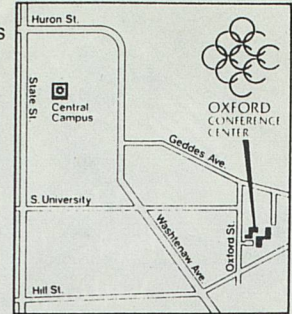 S
Huron St.
State St.
Central
Campus
OXFORD
CONFERENCE
CENTER
Geddes Ave.
S. University
Washtenaw Ave.
Oxford St.
Hill St.